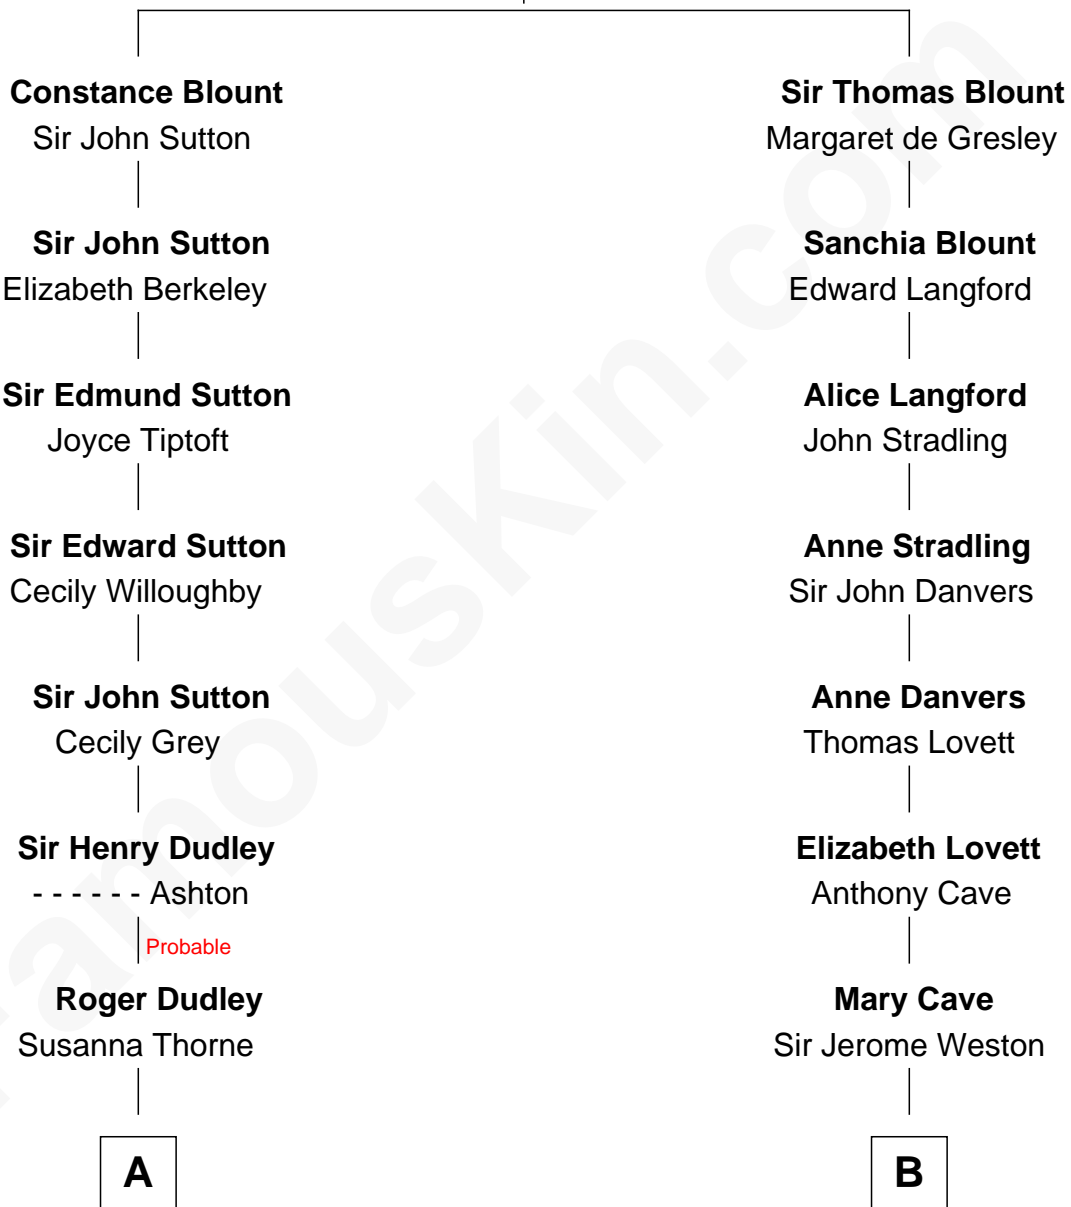 Constance Blount
Sir John Sutton
Sir Thomas Blount
Margaret de Gresley
Sir John Sutton
Elizabeth Berkeley
Sanchia Blount
Edward Langford
Sir Edmund Sutton
Joyce Tiptoft
Alice Langford
John Stradling
Sir Edward Sutton
Cecily Willoughby
Anne Stradling
Sir John Danvers
Sir John Sutton
Cecily Grey
Anne Danvers
Thomas Lovett
Sir Henry Dudley
- - - - - - Ashton
Elizabeth Lovett
Anthony Cave
Probable
Roger Dudley
Susanna Thorne
Mary Cave
Sir Jerome Weston
A
B
FamousKin.com